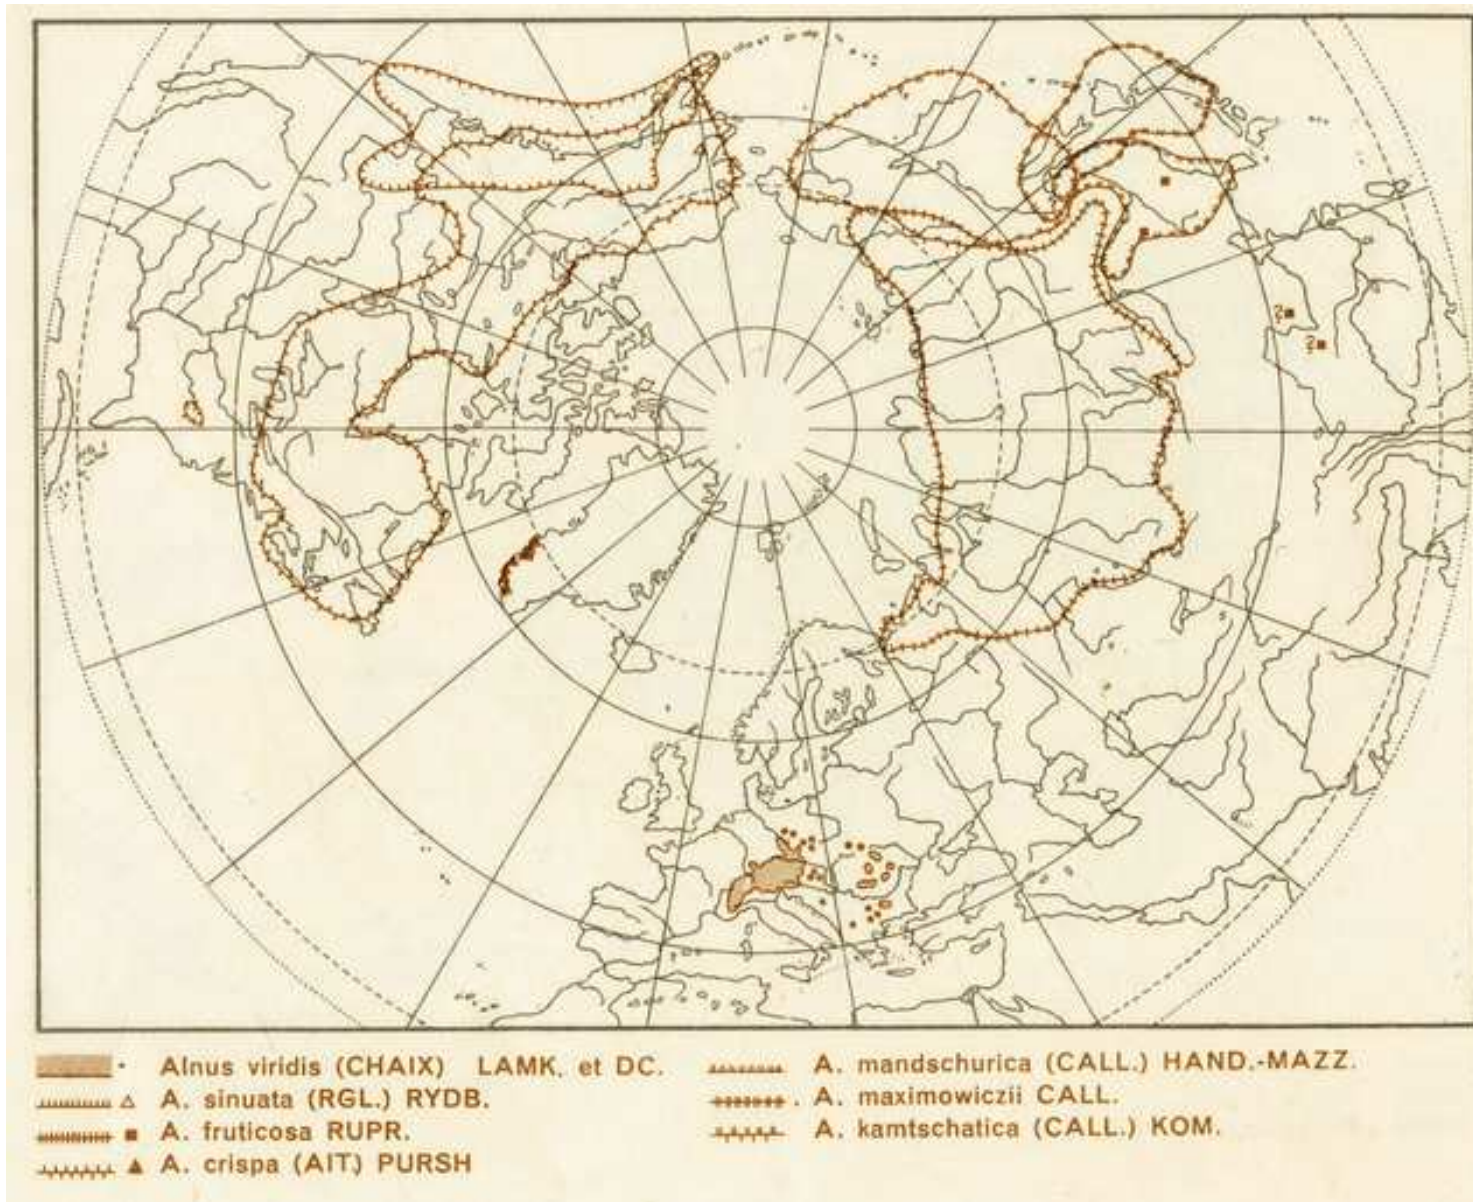 ?
?
Alnus viridis (CHAIX) LAMK. et DC.
A. sinuata (RGL.) RYDB.
A. fruticosa RUPR.
A. crispa (AIT.) PURSH
A. mandschurica (CALL.) HAND.-MAZZ.
A. maximowiczii CALL.
A. kamtschatica (CALL.) KOM.